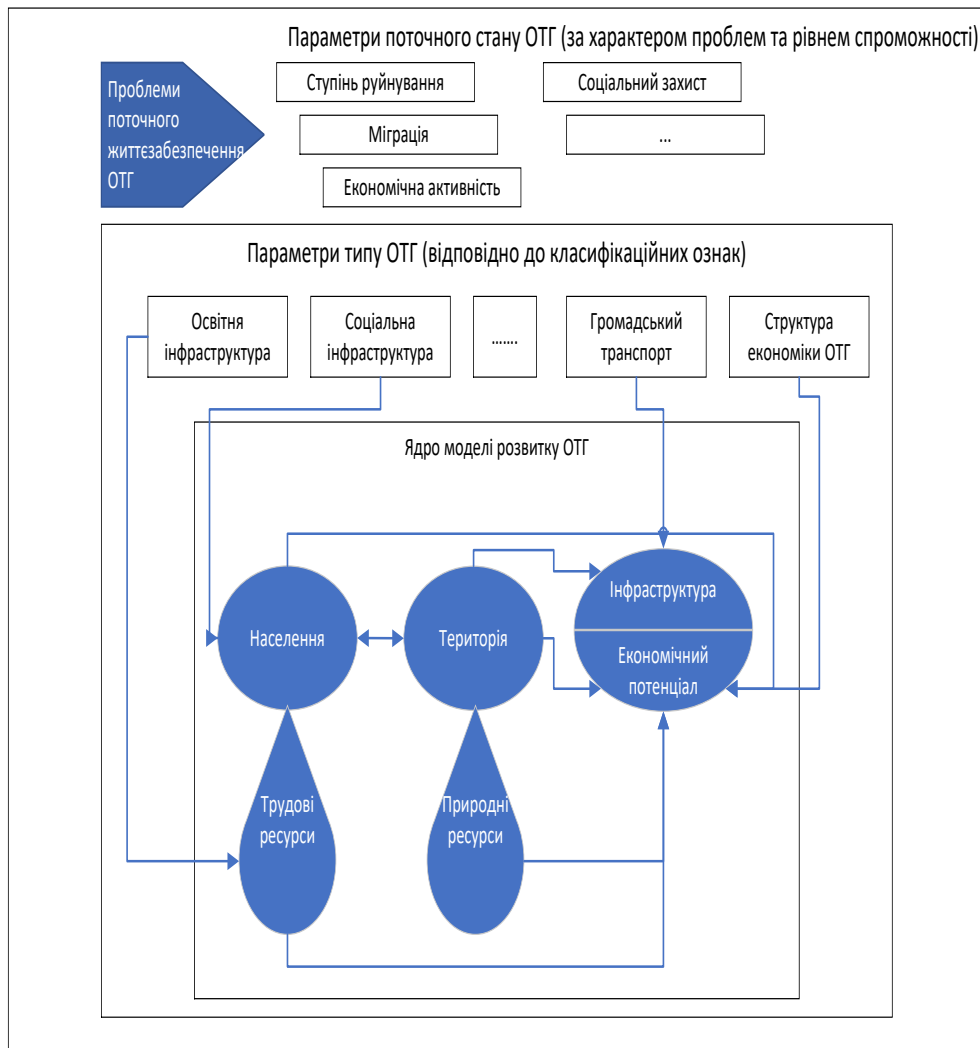 Параметри поточного стану ОТГ (за характером проблем та рівнем спроможності)
Проблеми
поточного
життєзабезпечення
ОТГ
Ступінь руйнування
Соціальний захист
Міграція
...
Економічна активність
Параметри типу ОТГ (відповідно до класифікаційних ознак)
Освітня
інфраструктура
Соціальна
інфраструктура
.......
Громадський
транспорт
Структура
економіки ОТГ
Ядро моделі розвитку ОТГ
Населення
Територія
Інфраструктура
Економічний
потенціал
Трудові
ресурси
Природні
ресурси